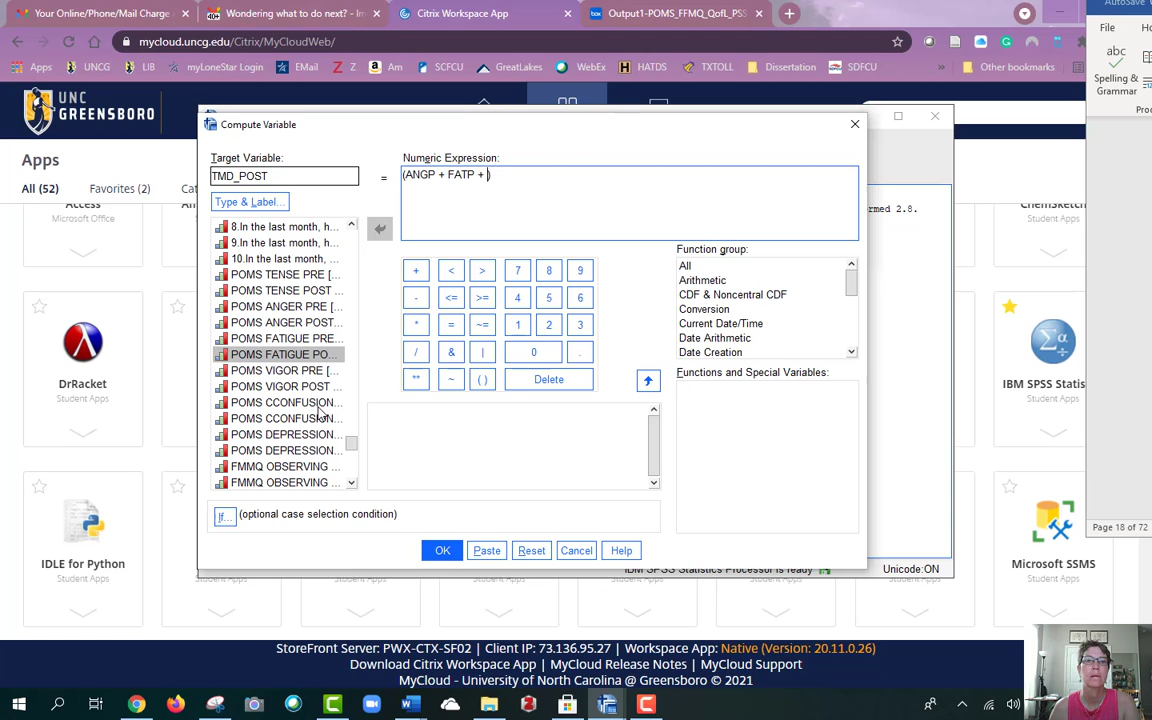 Your Online/Phone/Mail Charge
Wondering what to do next? - In
Citrix Workspace App
Output1-POMS_FFMQ_QofL_PSS
mycloud.uncg.edu/Citrix/MyCloudWeb/
Apps
UNCG
LIB
myLoneStar Login
EMail
Z
Am
SCFCU
GreatLakes
WebEx
HATDS
TXTOLL
Dissertation
SDFCU
»
Other bookmarks
AutoSave
File
abc
Spelling &
Grammar
UNC
GREENSBORO
Apps
All (52)
Favorites (2)
Access
Microsoft Office
ChemSketch
Student Apps
Compute Variable
Target Variable:
TMD_POST
=
Numeric Expression:
(ANGP + FATP + )
Type & Label...
8.In the last month, h...
9.In the last month, h...
10.In the last month, ...
POMS TENSE PRE [...
POMS TENSE POST ...
POMS ANGER PRE [...
POMS ANGER POST...
POMS FATIGUE PRE...
POMS FATIGUE PO...
POMS VIGOR PRE [...
POMS VIGOR POST ...
POMS CCONFUSION...
POMS CCONFUSION...
POMS DEPRESSION...
POMS DEPRESSION...
FMMQ OBSERVING ...
FMMQ OBSERVING ...
+ < > 7 8 9
- <= >= 4 5 6
* = ~= 1 2 3
/ & | 0 .
** ~ ( ) Delete
Function group:
All
Arithmetic
CDF & Noncentral CDF
Conversion
Current Date/Time
Date Arithmetic
Date Creation
Functions and Special Variables:
If...
(optional case selection condition)
OK
Paste
Reset
Cancel
Help
ormed 2.8.
IBM SPSS Statistics Processor is ready
Unicode:ON
DrRacket
Student Apps
IBM SPSS Statis
Student Apps
IDLE for Python
Student Apps
Microsoft SSMS
Student Apps
Page 18 of 72
StoreFront Server: PWX-CTX-SF02 | Client IP: 73.136.95.27 | Workspace App: Native (Version: 20.11.0.26)
Download Citrix Workspace App | MyCloud Release Notes | MyCloud Support
MyCloud - University of North Carolina @ Greensboro © 2021